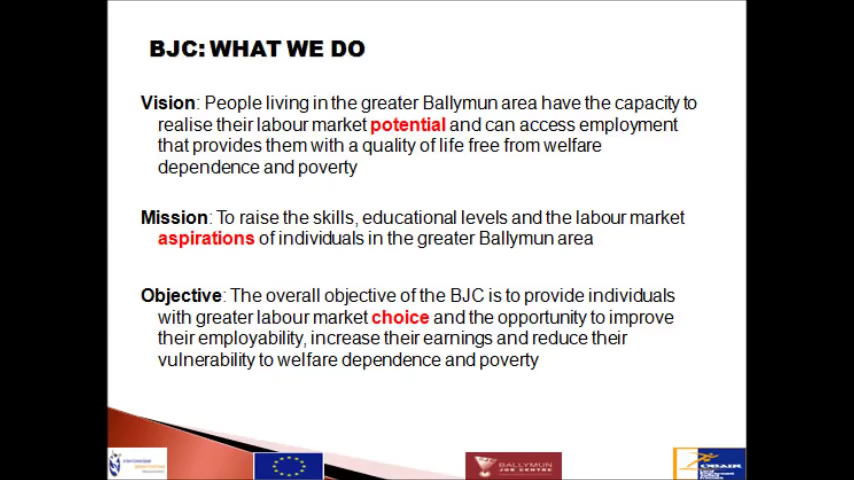 BJC: WHAT WE DO
Vision: People living in the greater Ballymun area have the capacity to
realise their labour market potential and can access employment
that provides them with a quality of life free from welfare
dependence and poverty
Mission: To raise the skills, educational levels and the labour market
aspirations of individuals in the greater Ballymun area
Objective: The overall objective of the BJC is to provide individuals
with greater labour market choice and the opportunity to improve
their employability, increase their earnings and reduce their
vulnerability to welfare dependence and poverty
BALLYMUN
JOB CENTRE
OBAIR